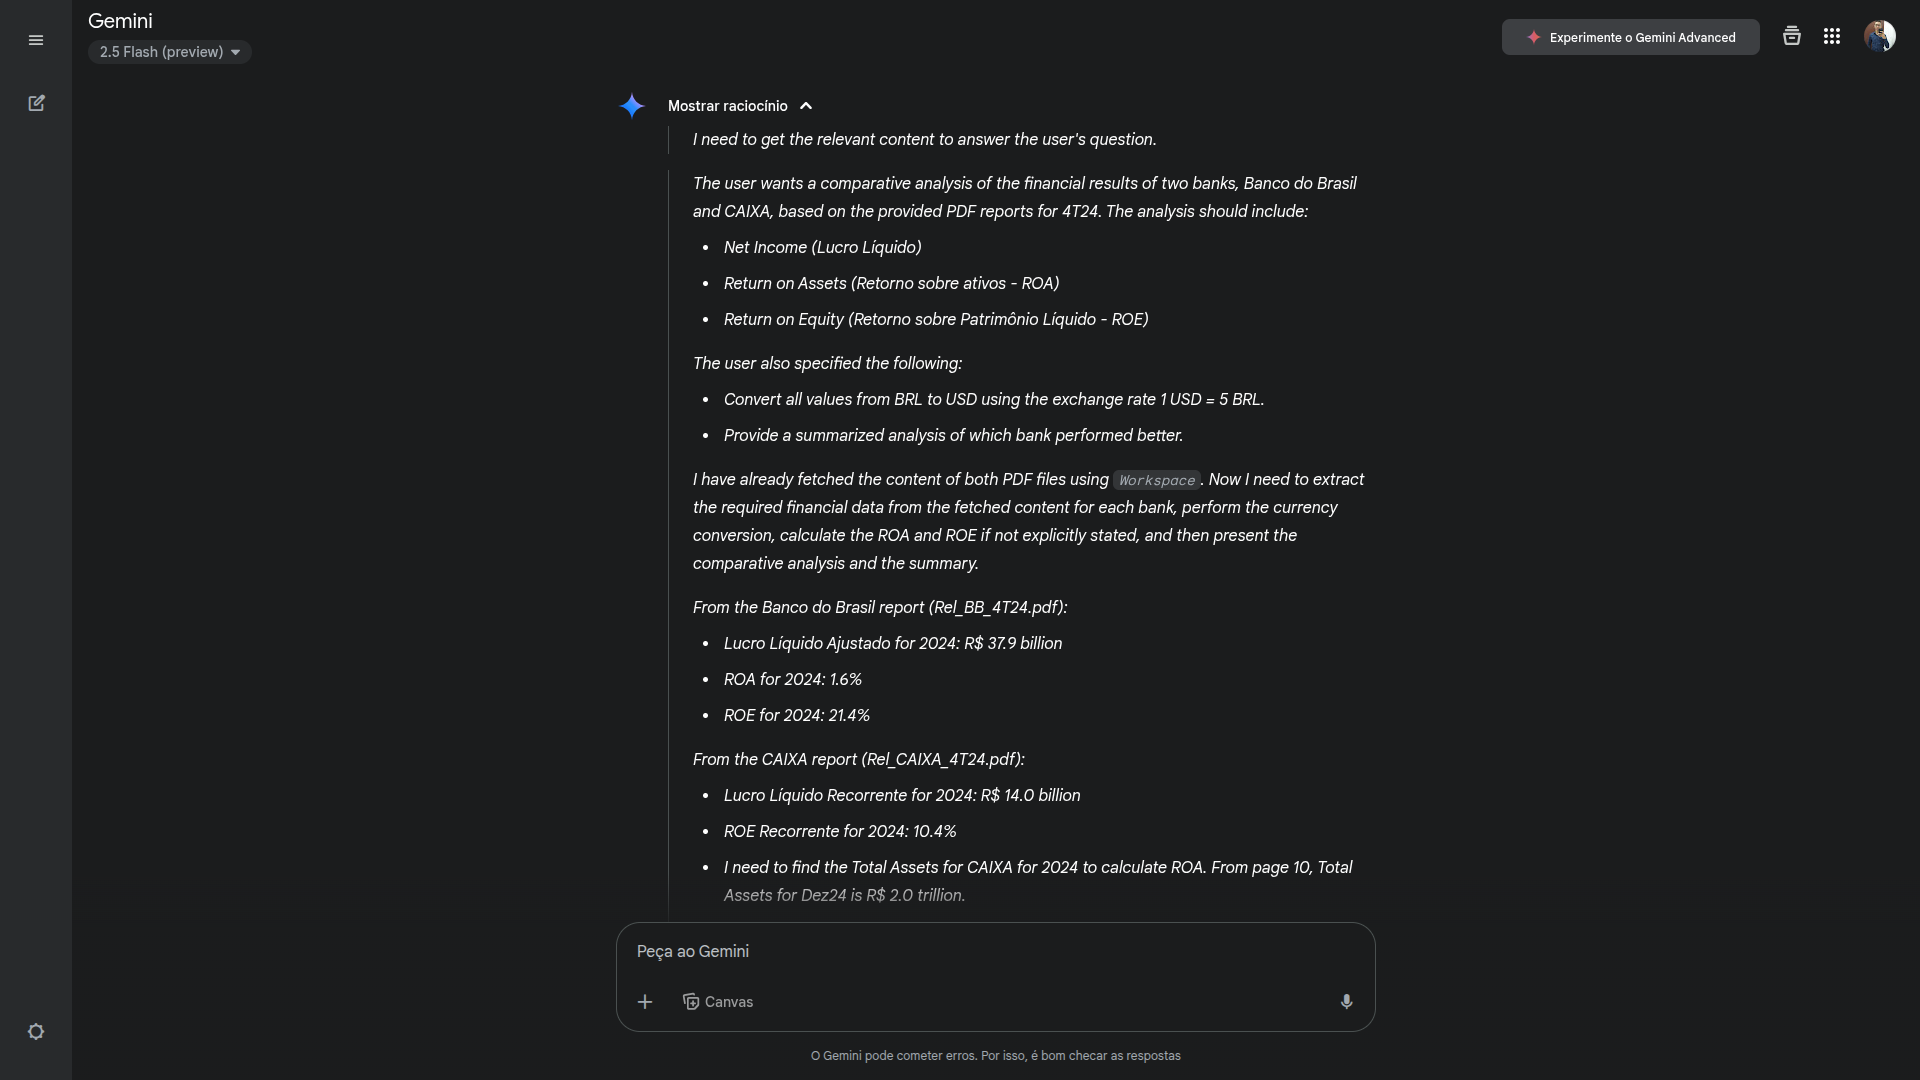 Gemini
2.5 Flash (preview)
Experimente o Gemini Advanced
Mostrar raciocínio
I need to get the relevant content to answer the user's question.
The user wants a comparative analysis of the financial results of two banks, Banco do Brasil
and CAIXA, based on the provided PDF reports for 4T24. The analysis should include:
• Net Income (Lucro Líquido)
• Return on Assets (Retorno sobre ativos - ROA)
• Return on Equity (Retorno sobre Patrimônio Líquido - ROE)
The user also specified the following:
• Convert all values from BRL to USD using the exchange rate 1 USD = 5 BRL.
• Provide a summarized analysis of which bank performed better.
I have already fetched the content of both PDF files using Workspace. Now I need to extract
the required financial data from the fetched content for each bank, perform the currency
conversion, calculate the ROA and ROE if not explicitly stated, and then present the
comparative analysis and the summary.
From the Banco do Brasil report (Rel_BB_4T24.pdf):
• Lucro Líquido Ajustado for 2024: R$ 37.9 billion
• ROA for 2024: 1.6%
• ROE for 2024: 21.4%
From the CAIXA report (Rel_CAIXA_4T24.pdf):
• Lucro Líquido Recorrente for 2024: R$ 14.0 billion
• ROE Recorrente for 2024: 10.4%
• I need to find the Total Assets for CAIXA for 2024 to calculate ROA. From page 10, Total
Assets for Dez24 is R$ 2.0 trillion.
Peça ao Gemini
Canvas
O Gemini pode cometer erros. Por isso, é bom checar as respostas